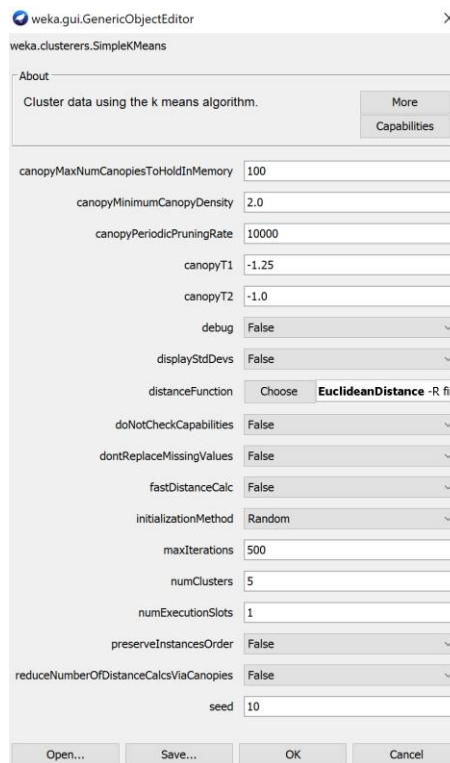 weka.gui.GenericObjectEditor
weka.clusterers.SimpleKMeans
About
Cluster data using the k means algorithm.
More
Capabilities
canopyMaxNumCanopiesToHoldInMemory 100
canopyMinimumCanopyDensity 2.0
canopyPeriodicPruningRate 10000
canopyT1 -1.25
canopyT2 -1.0
debug False
displayStdDevs False
distanceFunction Choose EuclideanDistance -R fi
doNotCheckCapabilities False
dontReplaceMissingValues False
fastDistanceCalc False
initializationMethod Random
maxIterations 500
numClusters 5
numExecutionSlots 1
preserveInstancesOrder False
reduceNumberOfDistanceCalcsViaCanopies False
seed 10
Open... Save... OK Cancel